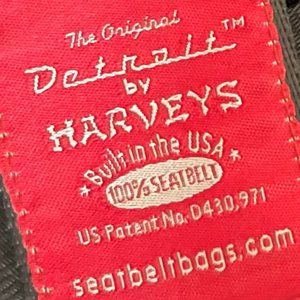 The Original
Detroit™
by
HARVEYS
Built in the USA
100% SEATBELT
US Patent No. D430,971
seatbeltbags.com